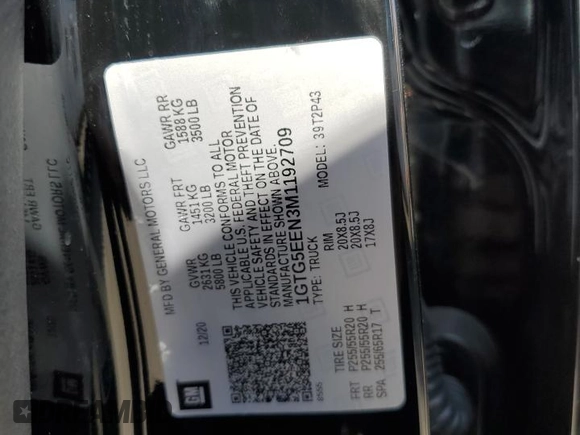 MFD BY GENERAL MOTORS LLC
12/20
GVWR GAWR FRT GAWR RR
2631 KG 1451 KG 1588 KG
5800 LB 3200 LB 3500 LB
THIS VEHICLE CONFORMS TO ALL
APPLICABLE U.S. FEDERAL MOTOR
VEHICLE SAFETY AND THEFT PREVENTION
STANDARDS IN EFFECT ON THE DATE OF
MANUFACTURE SHOWN ABOVE.
1GTG5EEN3M1192709
TYPE: TRUCK MODEL: 39T2P43
GM
TIRE SIZE RIM
FRT P255/55R20 H 20X8.5J
RR P255/55R20 H 20X8.5J
SPA 255/65R17 T 17X8J